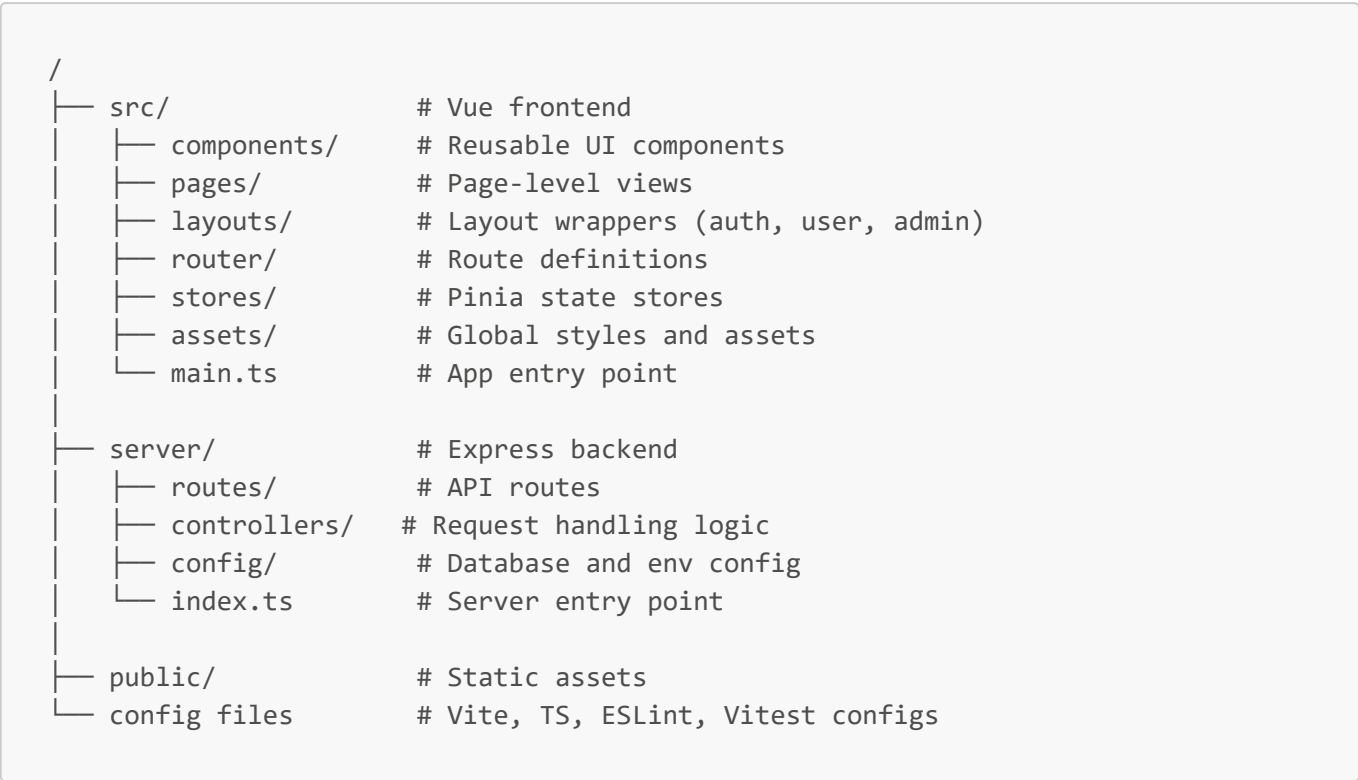 /
├── src/                # Vue frontend
│   ├── components/     # Reusable UI components
│   ├── pages/          # Page-level views
│   ├── layouts/        # Layout wrappers (auth, user, admin)
│   ├── router/         # Route definitions
│   ├── stores/         # Pinia state stores
│   ├── assets/         # Global styles and assets
│   └── main.ts         # App entry point
│
├── server/             # Express backend
│   ├── routes/         # API routes
│   ├── controllers/   # Request handling logic
│   ├── config/         # Database and env config
│   └── index.ts        # Server entry point
│
├── public/             # Static assets
└── config files        # Vite, TS, ESLint, Vitest configs